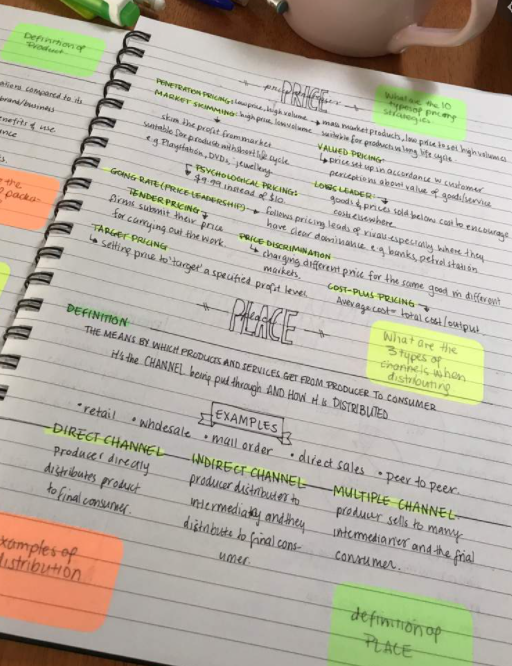 Definition of
Product.
ations compared to its
brand/business
benefits of use
PRICE
What are the 10
types of pricing
strategies
PENETRATION PRICING: low price, high volume → mass market products, low price to sell high volumes
MARKET SKIMMING: high price, low volume suitable for products w long life cycle.
skim the profit from market
suitable for products with short life cycle
e.g Playstation, DVDs, jewellery
VALUED PRICING
↳ price set up in accordance w customer
perceptions about value of goods/service
PSYCHOLOGICAL PRICING:
$9.99 instead of $10.
LOSS LEADER:
goods & prices sold below cost to encourage
elsewhere
GOING RATE (PRICE LEADERSHIP) → follows pricing leads of rivals especially where they
have clear dominance. e.g banks, petrol station
TENDER PRICING
Firms submit their price
for carrying out the work.
PRICE DISCRIMINATION
↳ charging different price for the same good in different
markets.
TARGET PRICING
↳ setting price to 'target' a specified profit level.
COST-PLUS PRICING
Average cost = total cost/output
PLACE
What are the
3 types of
channels when
distributing
DEFINITION
THE MEANS BY WHICH PRODUCTS AND SERVICES GET FROM PRODUCER TO CONSUMER
It's the CHANNEL being put through AND HOW it is DISTRIBUTED
EXAMPLES
• retail • wholesale • mail order • direct sales • peer to peer
DIRECT CHANNEL
producer directly
distributes product
to final consumer.
INDIRECT CHANNEL
producer distributer to
intermediatay and they
distribute to final cons-
umer.
MULTIPLE CHANNEL
producer sells to many
intermediarier and the final
consumer.
examples of
distribution
definition of
PLACE